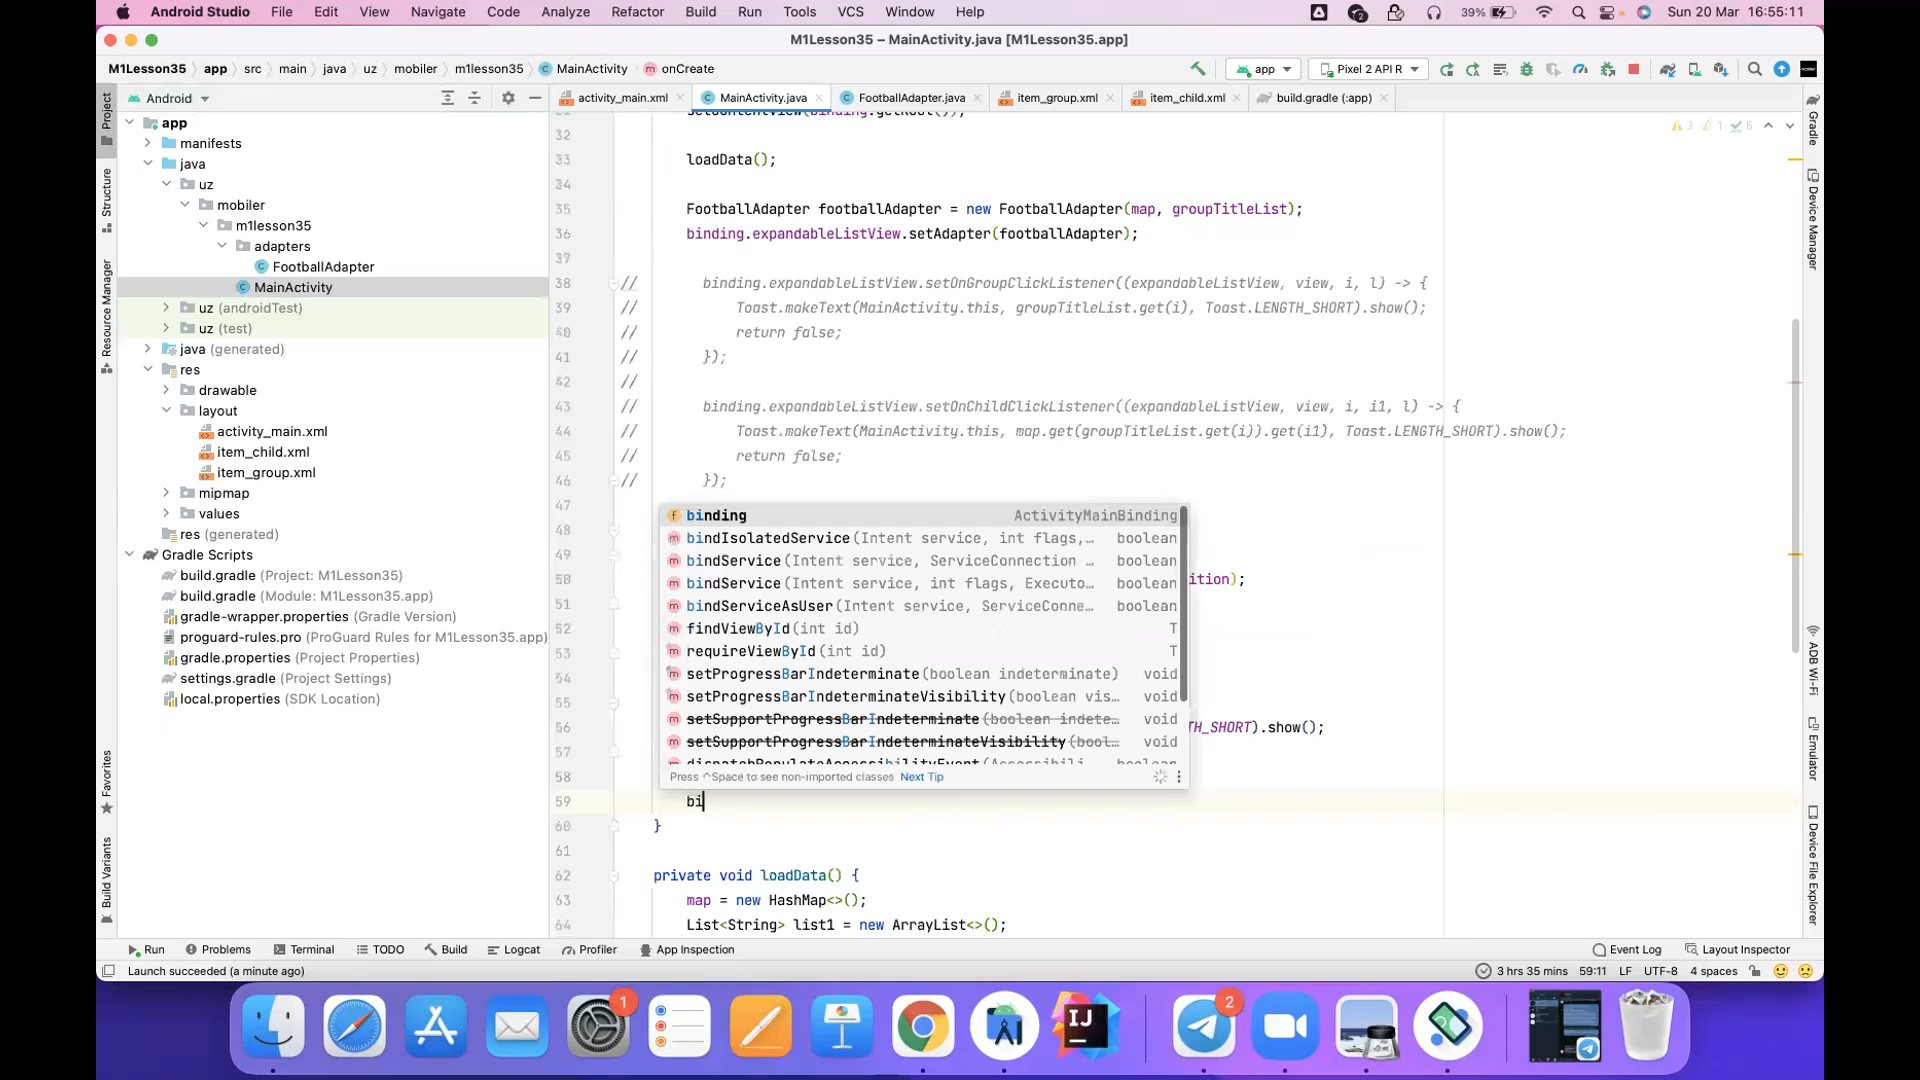 Android Studio File Edit View Navigate Code Analyze Refactor Build Run Tools VCS Window Help 2 39% Sun 20 Mar 16:55:11
M1Lesson35 – MainActivity.java [M1Lesson35.app]
M1Lesson35 app src main java uz mobiler m1lesson35 MainActivity onCreate app Pixel 2 API R
Android activity_main.xml MainActivity.java FootballAdapter.java item_group.xml item_child.xml build.gradle (:app)
Project
Structure
Resource Manager
Favorites
Build Variants
app
manifests
java
uz
mobiler
m1lesson35
adapters
FootballAdapter
MainActivity
uz (androidTest)
uz (test)
java (generated)
res
drawable
layout
activity_main.xml
item_child.xml
item_group.xml
mipmap
values
res (generated)
Gradle Scripts
build.gradle (Project: M1Lesson35)
build.gradle (Module: M1Lesson35.app)
gradle-wrapper.properties (Gradle Version)
proguard-rules.pro (ProGuard Rules for M1Lesson35.app)
gradle.properties (Project Properties)
settings.gradle (Project Settings)
local.properties (SDK Location)
3 1 5
setContentView(binding.getRoot());
32
33 loadData();
34
35 FootballAdapter footballAdapter = new FootballAdapter(map, groupTitleList);
36 binding.expandableListView.setAdapter(footballAdapter);
37
38 // binding.expandableListView.setOnGroupClickListener((expandableListView, view, i, l) -> {
39 // Toast.makeText(MainActivity.this, groupTitleList.get(i), Toast.LENGTH_SHORT).show();
40 // return false;
41 // });
42 //
43 // binding.expandableListView.setOnChildClickListener((expandableListView, view, i, i1, l) -> {
44 // Toast.makeText(MainActivity.this, map.get(groupTitleList.get(i)).get(i1), Toast.LENGTH_SHORT).show();
45 // return false;
46 // });
47
48
49
50 ition);
51
52
53
54
55
56 TH_SHORT).show();
57
58
59 bi
60 }
61
62 private void loadData() {
63 map = new HashMap<>();
64 List<String> list1 = new ArrayList<>();
binding ActivityMainBinding
bindIsolatedService(Intent service, int flags,… boolean
bindService(Intent service, ServiceConnection … boolean
bindService(Intent service, int flags, Executo… boolean
bindServiceAsUser(Intent service, ServiceConne… boolean
findViewById(int id) T
requireViewById(int id) T
setProgressBarIndeterminate(boolean indeterminate) void
setProgressBarIndeterminateVisibility(boolean vis… void
setSupportProgressBarIndeterminate(boolean indete… void
setSupportProgressBarIndeterminateVisibility(bool… void
dispatchPopulateAccessibilityEvent(Accessibili… boolean
Press ^Space to see non-imported classes Next Tip
Gradle
Device Manager
ADB Wi-Fi
Emulator
Device File Explorer
Run Problems Terminal TODO Build Logcat Profiler App Inspection Event Log Layout Inspector
Launch succeeded (a minute ago) 3 hrs 35 mins 59:11 LF UTF-8 4 spaces
1 IJ 2